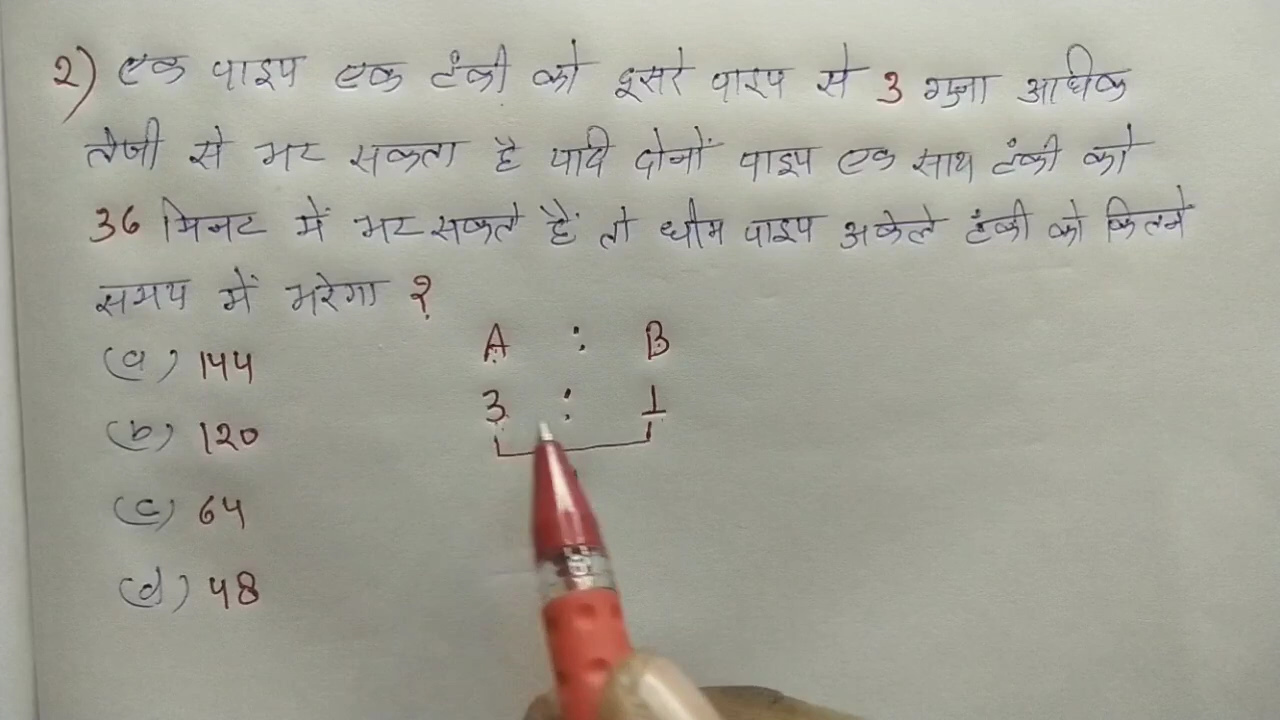 2) एक पाइप एक टंकी को दूसरे पाइप से 3 गुना अधिक
तेजी से भर सकता है यदि दोनों पाइप एक साथ टंकी को
36 मिनट में भर सकते हैं तो धीमा पाइप अकेले टंकी को कितने
समय में भरेगा ?
(a) 144
(b) 120
(c) 64
(d) 48
A : B
3 : 1